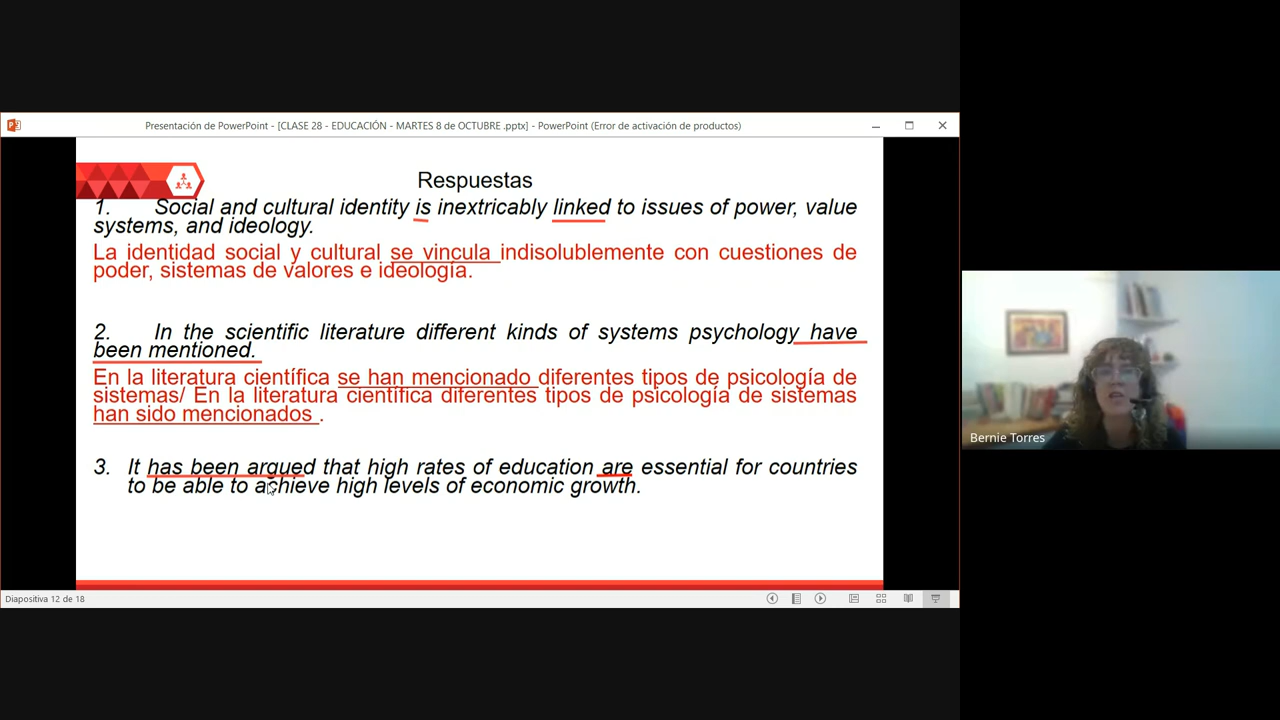 Presentación de PowerPoint - [CLASE 28 - EDUCACIÓN - MARTES 8 de OCTUBRE .pptx] - PowerPoint (Error de activación de productos)
Respuestas
1. Social and cultural identity is inextricably linked to issues of power, value
systems, and ideology.
La identidad social y cultural se vincula indisolublemente con cuestiones de
poder, sistemas de valores e ideología.
2. In the scientific literature different kinds of systems psychology have
been mentioned.
En la literatura científica se han mencionado diferentes tipos de psicología de
sistemas/ En la literatura científica diferentes tipos de psicología de sistemas
han sido mencionados .
3. It has been argued that high rates of education are essential for countries
to be able to achieve high levels of economic growth.
Bernie Torres
Diapositiva 12 de 18